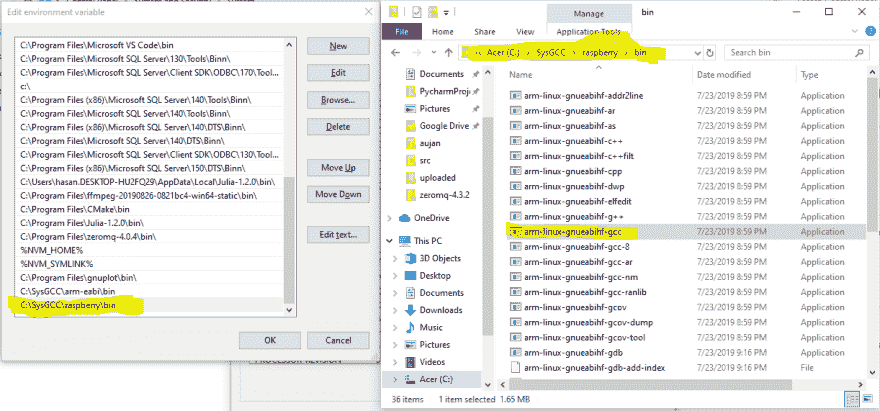 Edit environment variable
C:\Program Files\Microsoft VS Code\bin
C:\Program Files\Microsoft SQL Server\130\Tools\Binn\
C:\Program Files\Microsoft SQL Server\Client SDK\ODBC\170\Tool...
c:\
C:\Program Files (x86)\Microsoft SQL Server\140\Tools\Binn\
C:\Program Files\Microsoft SQL Server\140\Tools\Binn\
C:\Program Files (x86)\Microsoft SQL Server\140\DTS\Binn\
C:\Program Files\Microsoft SQL Server\140\DTS\Binn\
C:\Program Files\Microsoft SQL Server\Client SDK\ODBC\130\Tool...
C:\Program Files (x86)\Microsoft SQL Server\150\DTS\Binn\
C:\Users\hasan.DESKTOP-HU2FQ29\AppData\Local\Julia-1.2.0\bin\
C:\Program Files\ffmpeg-20190826-0821bc4-win64-static\bin\
C:\Program Files\CMake\bin
C:\Program Files\Julia-1.2.0\bin\
C:\Program Files\zeromq-4.0.4\bin\
%NVM_HOME%
%NVM_SYMLINK%
C:\Program Files\gnuplot\bin\
C:\SysGCC\arm-eabi\bin
C:\SysGCC\raspberry\bin
New
Edit
Browse...
Delete
Move Up
Move Down
Edit text...
OK
Cancel
Manage
bin
File
Home
Share
View
Application Tools
Acer (C:)
SysGCC
raspberry
bin
Search bin
Documents
PycharmProj
Pictures
Google Drive
aujan
src
uploaded
zeromq-4.3.2
OneDrive
This PC
3D Objects
Desktop
Documents
Downloads
Music
Pictures
Videos
Acer (C:)
Name
Date modified
Type
arm-linux-gnueabihf-addr2line 7/23/2019 8:59 PM Application
arm-linux-gnueabihf-ar 7/23/2019 8:59 PM Application
arm-linux-gnueabihf-as 7/23/2019 8:59 PM Application
arm-linux-gnueabihf-c++ 7/23/2019 8:59 PM Application
arm-linux-gnueabihf-c++filt 7/23/2019 8:59 PM Application
arm-linux-gnueabihf-cpp 7/23/2019 8:59 PM Application
arm-linux-gnueabihf-dwp 7/23/2019 8:59 PM Application
arm-linux-gnueabihf-elfedit 7/23/2019 8:59 PM Application
arm-linux-gnueabihf-g++ 7/23/2019 8:59 PM Application
arm-linux-gnueabihf-gcc 7/23/2019 8:59 PM Application
arm-linux-gnueabihf-gcc-8 7/23/2019 8:59 PM Application
arm-linux-gnueabihf-gcc-ar 7/23/2019 8:59 PM Application
arm-linux-gnueabihf-gcc-nm 7/23/2019 8:59 PM Application
arm-linux-gnueabihf-gcc-ranlib 7/23/2019 8:59 PM Application
arm-linux-gnueabihf-gcov 7/23/2019 8:59 PM Application
arm-linux-gnueabihf-gcov-dump 7/23/2019 8:59 PM Application
arm-linux-gnueabihf-gcov-tool 7/23/2019 8:59 PM Application
arm-linux-gnueabihf-gdb 7/23/2019 9:16 PM Application
arm-linux-gnueabihf-gdb-add-index 7/23/2019 9:16 PM File
36 items
1 item selected 1.65 MB